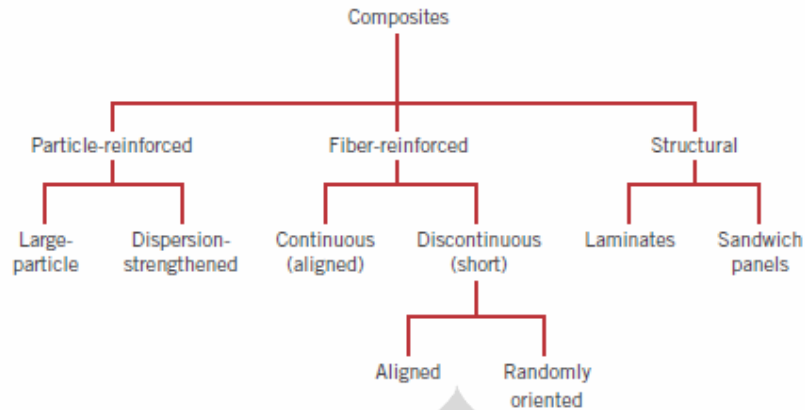 Composites
Particle-reinforced
Fiber-reinforced
Structural
Large-
particle
Dispersion-
strengthened
Continuous
(aligned)
Discontinuous
(short)
Laminates
Sandwich
panels
Aligned
Randomly
oriented